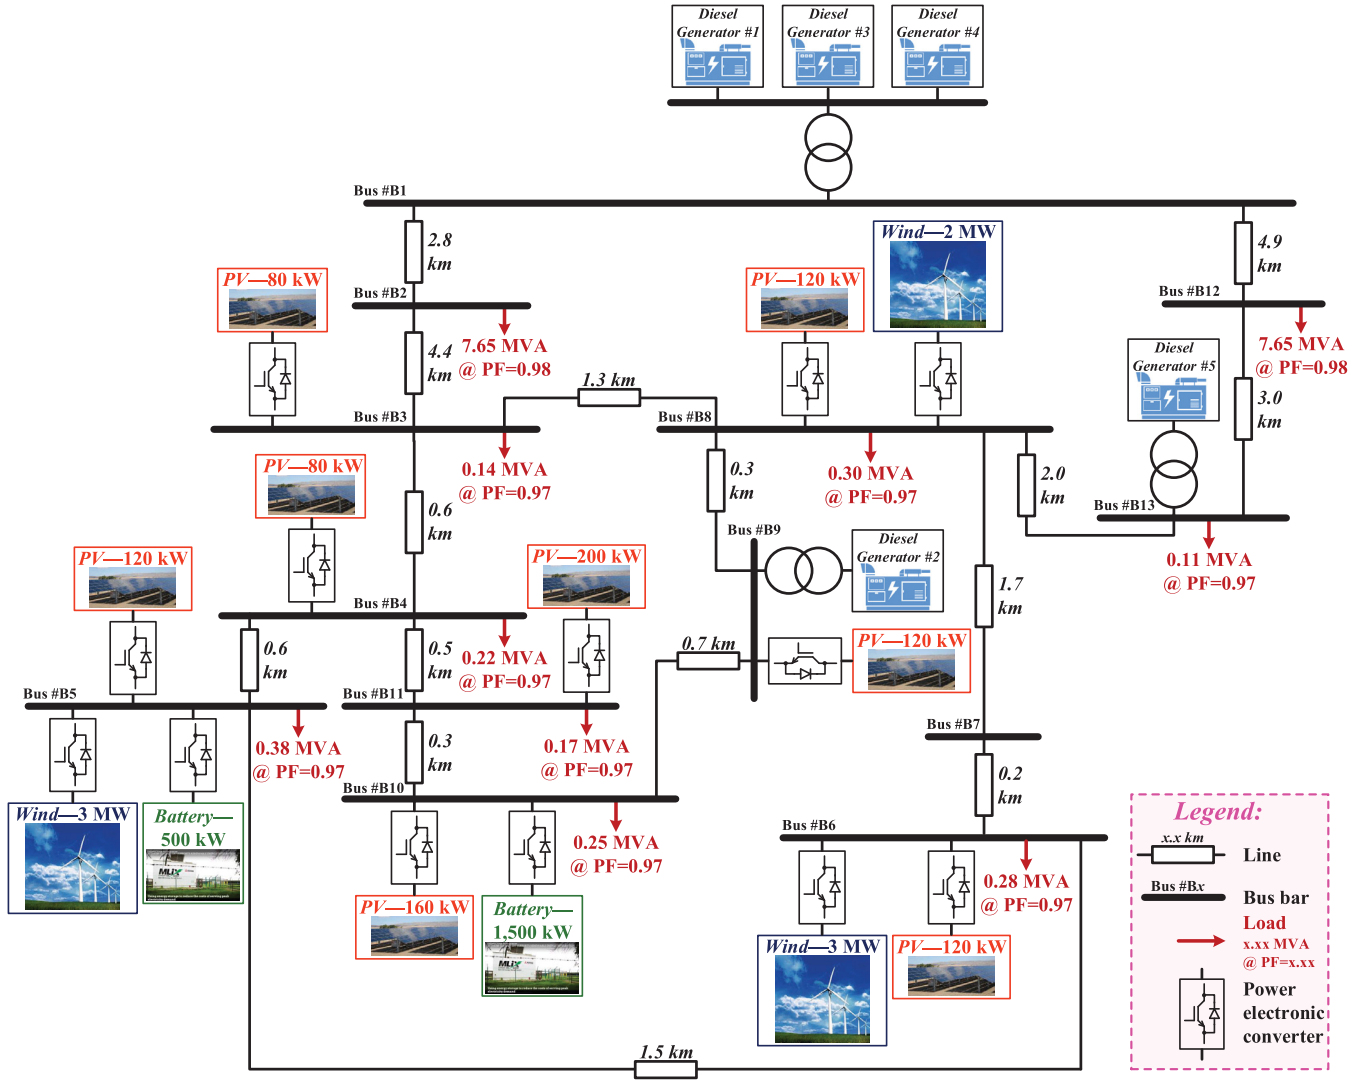 Diesel
Generator #1
Diesel
Generator #3
Diesel
Generator #4
Bus #B1
2.8
km
Wind—2 MW
4.9
km
PV—80 kW
PV—120 kW
Bus #B2
Bus #B12
7.65 MVA
@ PF=0.98
4.4
km
7.65 MVA
@ PF=0.98
Diesel
Generator #5
1.3 km
3.0
km
Bus #B3
Bus #B8
0.14 MVA
@ PF=0.97
0.30 MVA
@ PF=0.97
0.3
km
2.0
km
PV—80 kW
0.6
km
Bus #B13
Bus #B9
Diesel
Generator #2
0.11 MVA
@ PF=0.97
PV—120 kW
PV—200 kW
1.7
km
Bus #B4
0.6
km
0.5
km
0.22 MVA
@ PF=0.97
0.7 km
PV—120 kW
Bus #B5
Bus #B11
0.38 MVA
@ PF=0.97
0.3
km
0.17 MVA
@ PF=0.97
Bus #B7
0.2
km
Bus #B10
Wind—3 MW
Battery—
500 kW
MLiX
0.25 MVA
@ PF=0.97
Bus #B6
0.28 MVA
@ PF=0.97
PV—160 kW
Battery—
1,500 kW
MLiX
Wind—3 MW
PV—120 kW
1.5 km
Legend:
x.x km
Line
Bus #Bx
Bus bar
Load
x.xx MVA
@ PF=x.xx
Power
electronic
converter